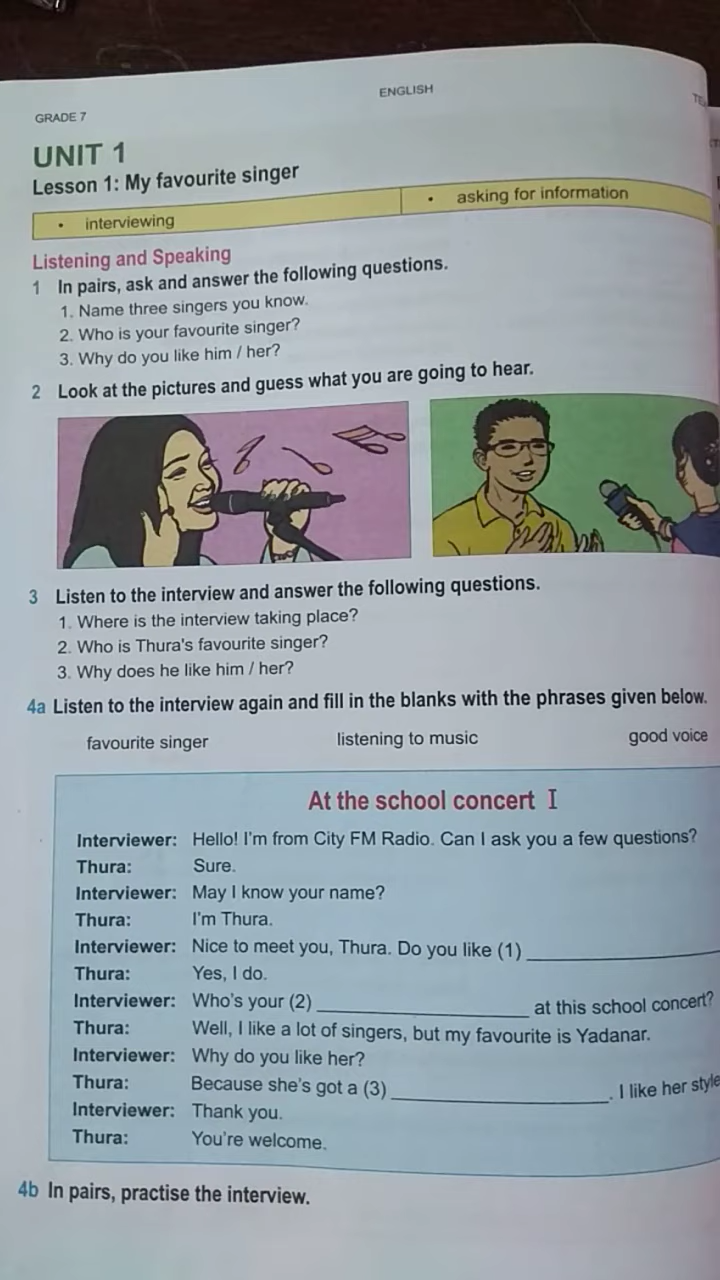 ENGLISH
GRADE 7
UNIT 1
Lesson 1: My favourite singer
• interviewing • asking for information
Listening and Speaking
1 In pairs, ask and answer the following questions.
1. Name three singers you know.
2. Who is your favourite singer?
3. Why do you like him / her?
2 Look at the pictures and guess what you are going to hear.
3 Listen to the interview and answer the following questions.
1. Where is the interview taking place?
2. Who is Thura's favourite singer?
3. Why does he like him / her?
4a Listen to the interview again and fill in the blanks with the phrases given below.
favourite singer listening to music good voice
At the school concert
Interviewer: Hello! I'm from City FM Radio. Can I ask you a few questions?
Thura: Sure.
Interviewer: May I know your name?
Thura: I'm Thura.
Interviewer: Nice to meet you, Thura. Do you like (1) ____
Thura: Yes, I do.
Interviewer: Who's your (2) ____ at this school concert?
Thura: Well, I like a lot of singers, but my favourite is Yadanar.
Interviewer: Why do you like her?
Thura: Because she's got a (3) ____. I like her style
Interviewer: Thank you.
Thura: You're welcome.
4b In pairs, practise the interview.